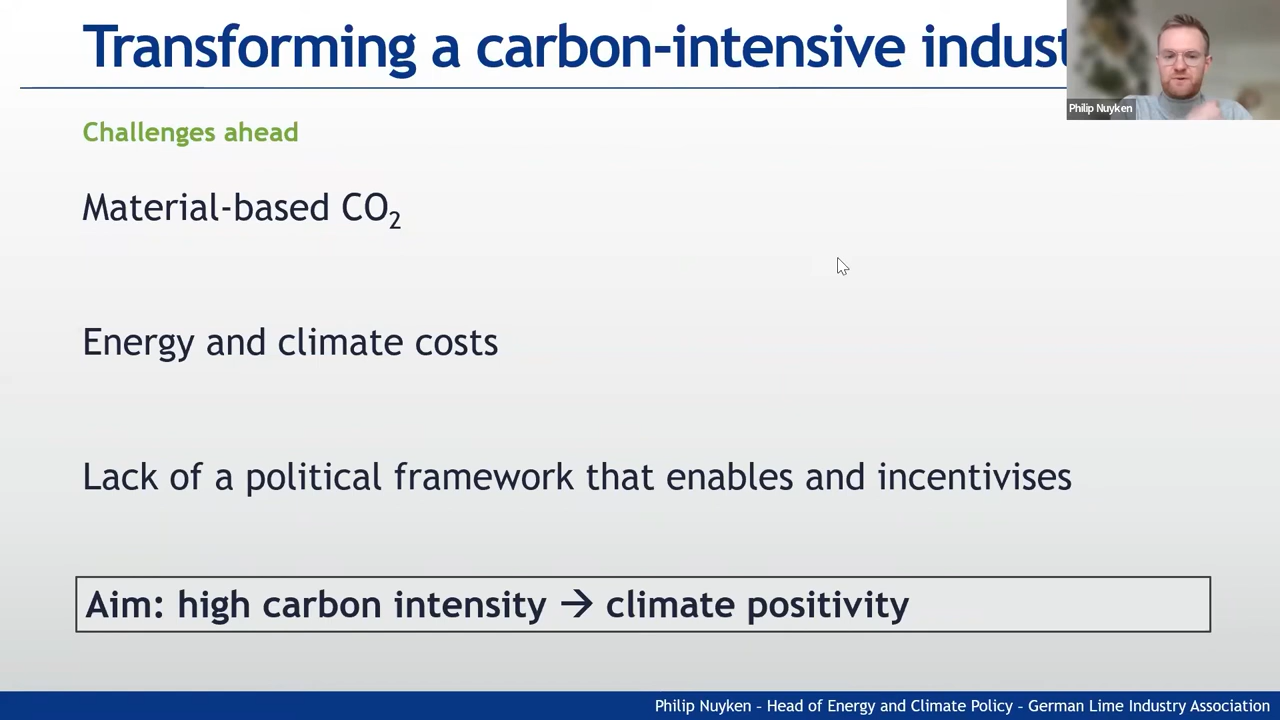 Transforming a carbon-intensive indust
Philip Nuyken
Challenges ahead
Material-based CO₂
Energy and climate costs
Lack of a political framework that enables and incentivises
Aim: high carbon intensity → climate positivity
Philip Nuyken – Head of Energy and Climate Policy – German Lime Industry Association